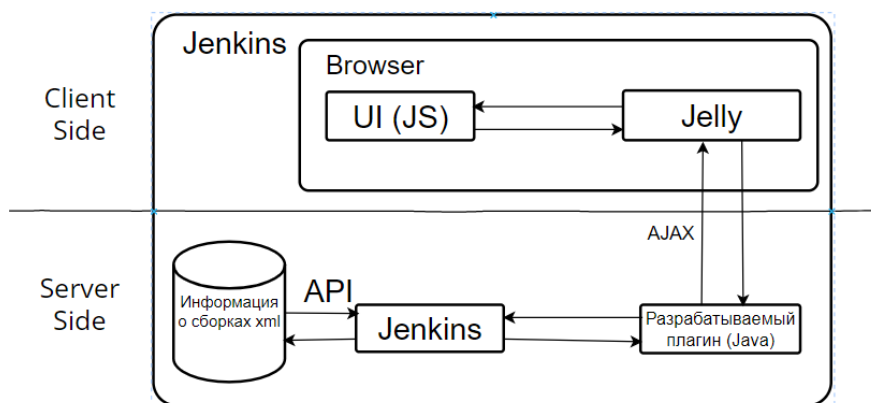 Jenkins
Browser
Client
Side
UI (JS)
Jelly
AJAX
Server
Side
Информация
о сборках xml
API
Jenkins
Разрабатываемый
плагин (Java)